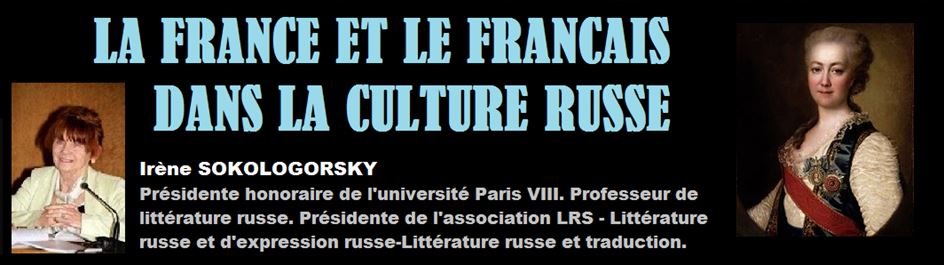 LA FRANCE ET LE FRANCAIS
DANS LA CULTURE RUSSE
Irène SOKOLOGORSKY
Présidente honoraire de l'université Paris VIII. Professeur de
littérature russe. Présidente de l'association LRS - Littérature
russe et d'expression russe-Littérature russe et traduction.